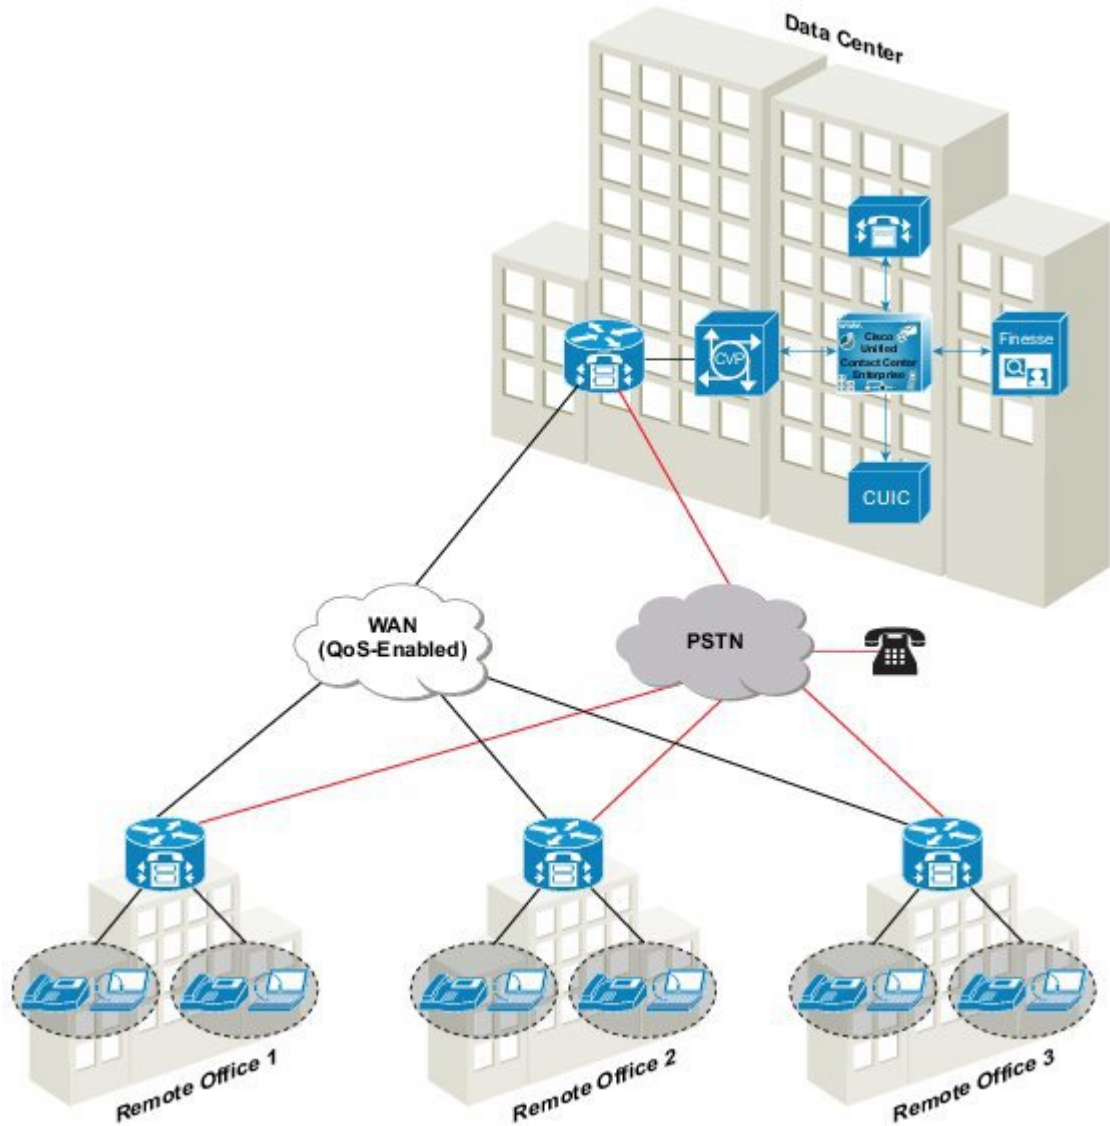 Data Center
CVP
Cisco
Unified
Contact Center
Enterprise
Finesse
CUIC
WAN
(QoS-Enabled)
PSTN
Remote Office 1
Remote Office 2
Remote Office 3